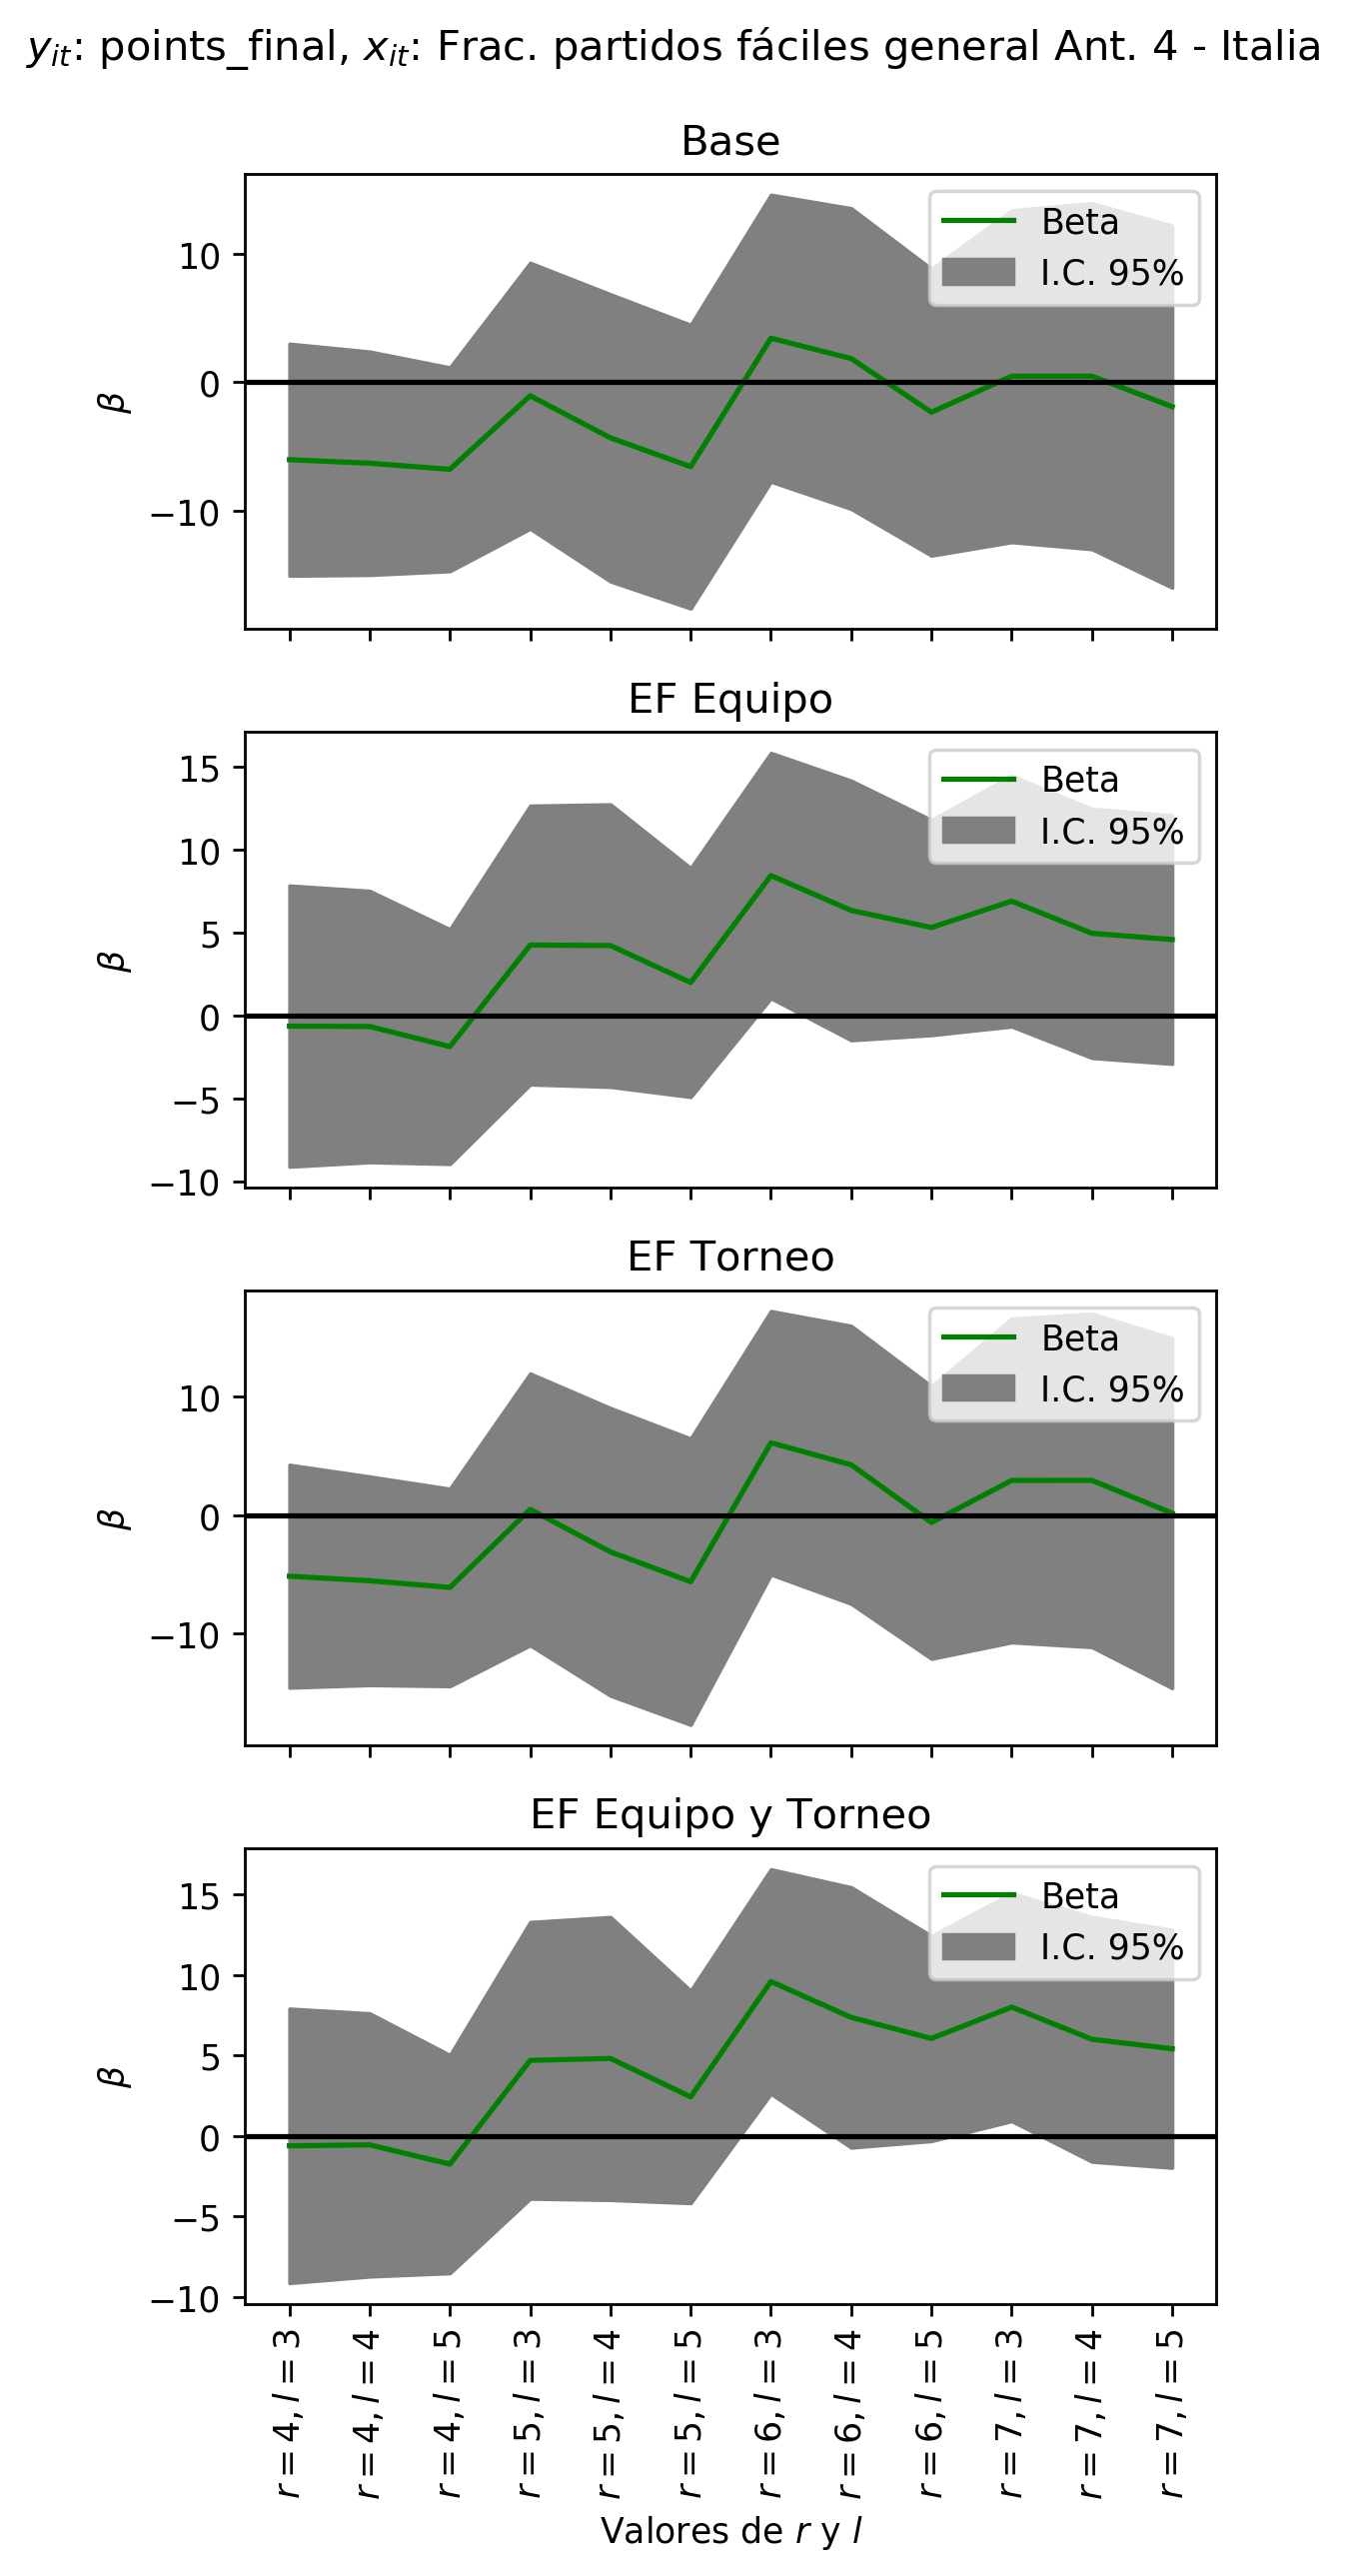 y_it: points_final, x_it: Frac. partidos fáciles general Ant. 4 - Italia
Base
Beta
I.C. 95%
10
0
−10
β
EF Equipo
Beta
I.C. 95%
15
10
5
0
−5
−10
β
EF Torneo
Beta
I.C. 95%
10
0
−10
β
EF Equipo y Torneo
Beta
I.C. 95%
15
10
5
0
−5
−10
β
r = 4, l = 3
r = 4, l = 4
r = 4, l = 5
r = 5, l = 3
r = 5, l = 4
r = 5, l = 5
r = 6, l = 3
r = 6, l = 4
r = 6, l = 5
r = 7, l = 3
r = 7, l = 4
r = 7, l = 5
Valores de r y l